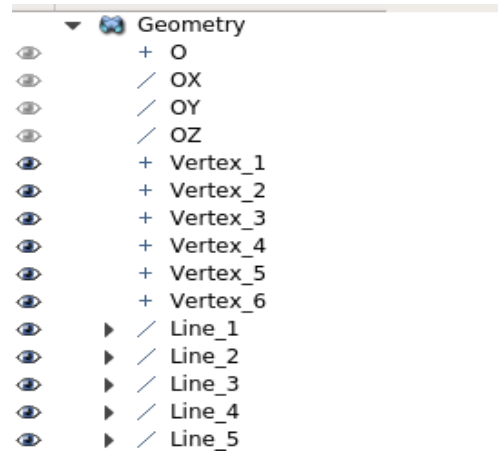 Geometry
O
OX
OY
OZ
Vertex_1
Vertex_2
Vertex_3
Vertex_4
Vertex_5
Vertex_6
Line_1
Line_2
Line_3
Line_4
Line_5